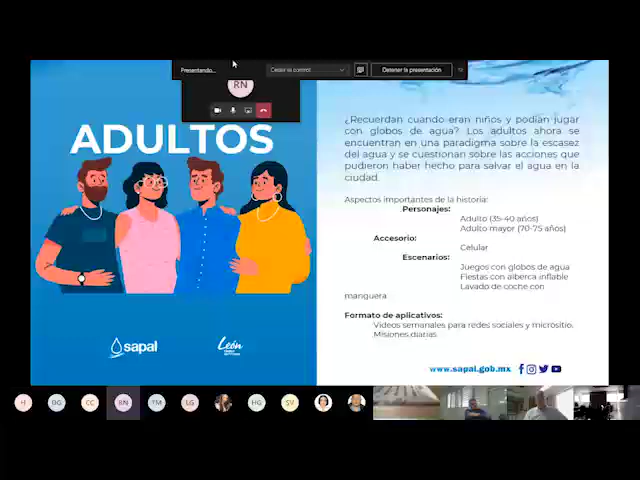 Presentando...
Ceder el control
Detener la presentación
RN
ADULTOS
¿Recuerdan cuando eran niños y podían jugar
con globos de agua? Los adultos ahora se
encuentran en una paradigma sobre la escasez
del agua y se cuestionan sobre las acciones que
pudieron haber hecho para salvar el agua en la
ciudad.
Aspectos importantes de la historia:
Personajes:
Adulto (35-40 años)
Adulto mayor (70-75 años)
Accesorio:
Celular
Escenarios:
Juegos con globos de agua
Fiestas con alberca inflable
Lavado de coche con
manguera
Formato de aplicativos:
Videos semanales para redes sociales y micrositio.
Misiones diarias
sapal
León
www.sapal.gob.mx
H
DG
CC
RN
YM
LG
HG
SV